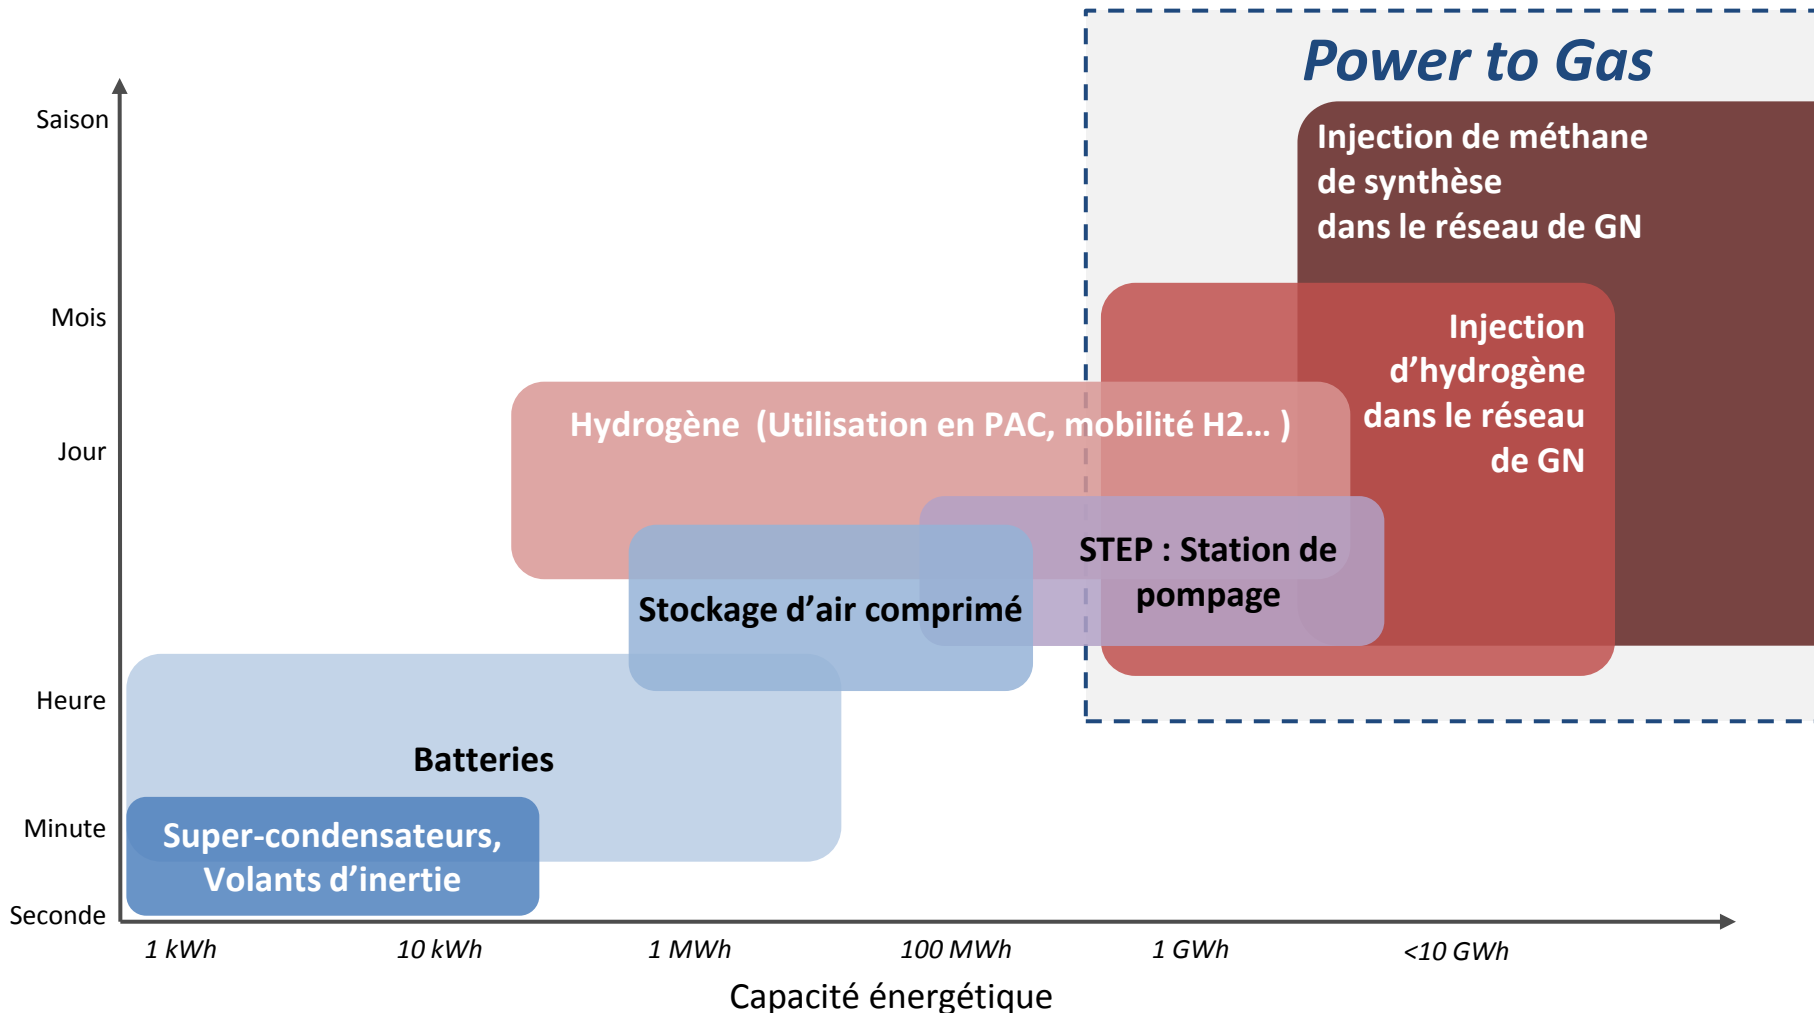 Power to Gas
Saison
Injection de méthane
de synthèse
dans le réseau de GN
Mois
Injection
d’hydrogène
dans le réseau
de GN
Hydrogène (Utilisation en PAC, mobilité H2… )
Jour
STEP : Station de
pompage
Stockage d’air comprimé
Heure
Batteries
Minute
Super-condensateurs,
Volants d’inertie
Seconde
1 kWh
10 kWh
1 MWh
100 MWh
1 GWh
<10 GWh
Capacité énergétique